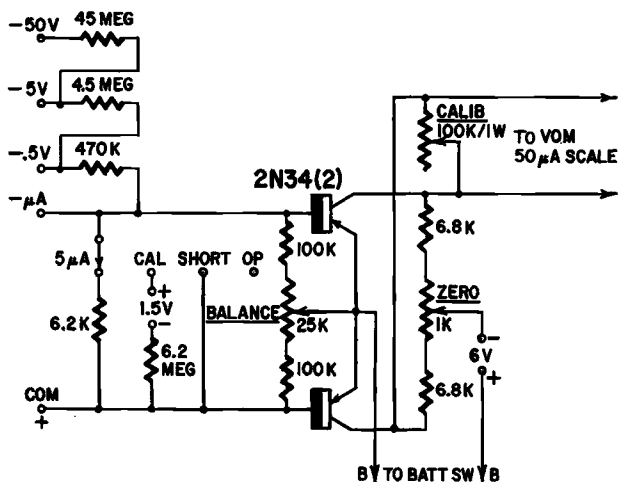 -50V
45 MEG
-5V
4.5 MEG
-.5V
470K
-μA
5μA
CAL
SHORT
OP
+
1.5V
-
6.2K
6.2
MEG
COM
+
2N34(2)
100K
BALANCE
25K
100K
CALIB
100K/1W
TO VOM
50μA SCALE
6.8K
ZERO
1K
-
6V
+
6.8K
B TO BATT SW B